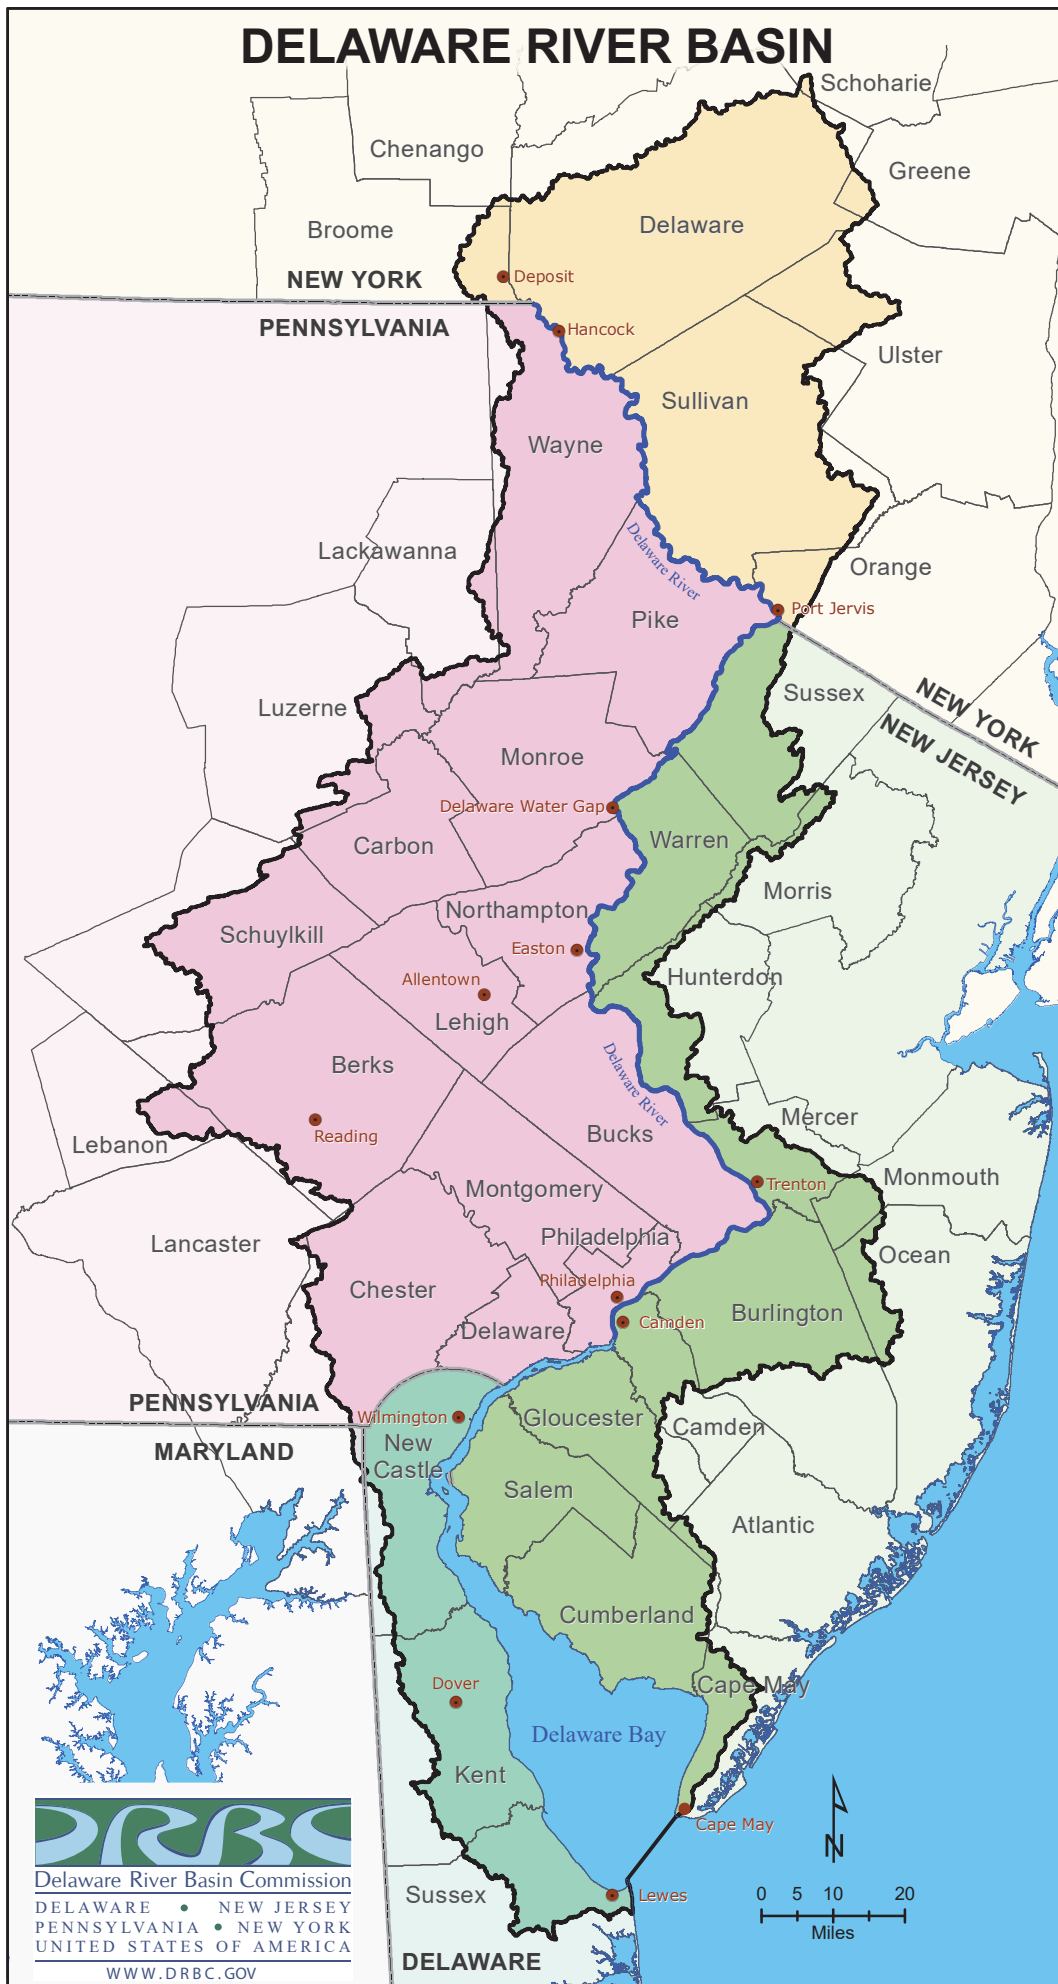 DELAWARE RIVER BASIN
Schoharie
Chenango
Greene
Delaware
Broome
NEW YORK
Deposit
PENNSYLVANIA
Hancock
Ulster
Sullivan
Wayne
Lackawanna
Delaware River
Orange
Port Jervis
Pike
Sussex
Luzerne
NEW YORK
NEW JERSEY
Monroe
Delaware Water Gap
Warren
Carbon
Morris
Northampton
Schuylkill
Easton
Hunterdon
Allentown
Lehigh
Berks
Delaware River
Mercer
Reading
Bucks
Lebanon
Monmouth
Trenton
Montgomery
Philadelphia
Lancaster
Ocean
Philadelphia
Chester
Burlington
Camden
Delaware
PENNSYLVANIA
Wilmington
Gloucester
Camden
MARYLAND
New
Castle
Salem
Atlantic
Cumberland
Dover
Cape May
Delaware Bay
Kent
Cape May
N
DRBC
Delaware River Basin Commission
DELAWARE • NEW JERSEY
PENNSYLVANIA • NEW YORK
UNITED STATES OF AMERICA
WWW.DRBC.GOV
Sussex
Lewes
0 5 10 20
Miles
DELAWARE